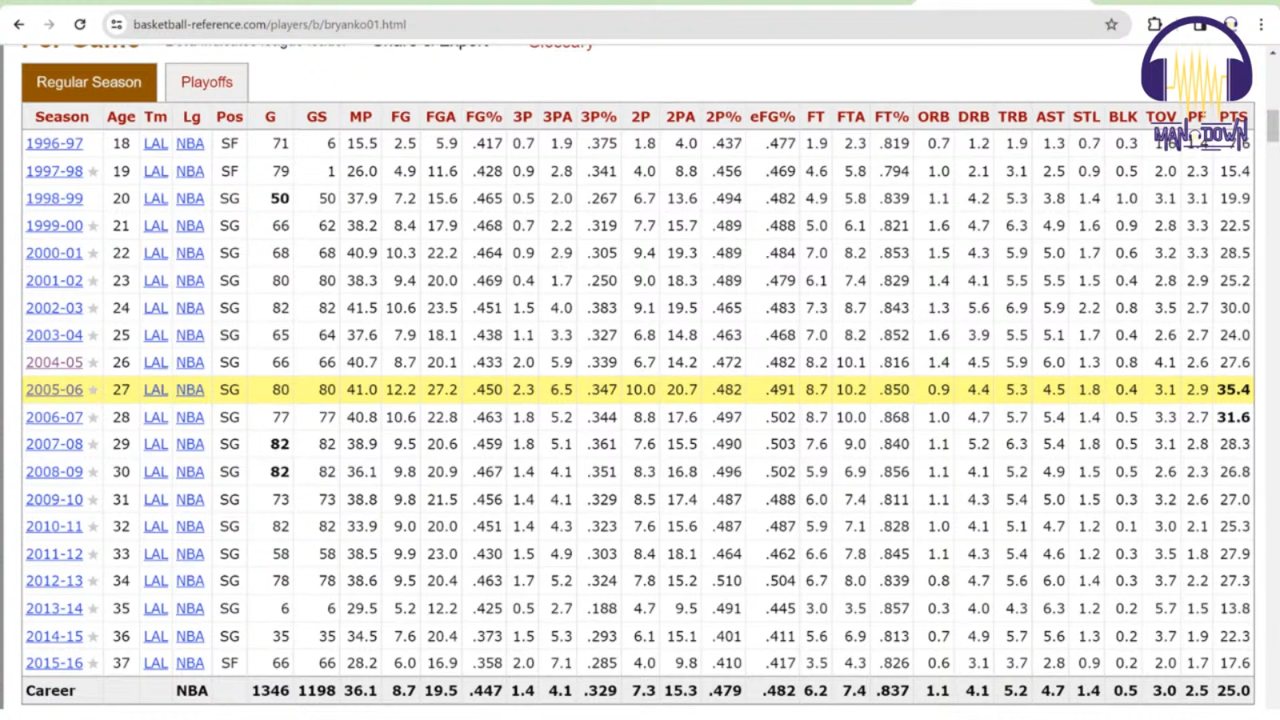 basketball-reference.com/players/b/bryanko01.html
Glossary
Regular Season Playoffs
MAN DOWN
Season Age Tm Lg Pos G GS MP FG FGA FG% 3P 3PA 3P% 2P 2PA 2P% eFG% FT FTA FT% ORB DRB TRB AST STL BLK TOV PF PTS
1996-97 18 LAL NBA SF 71 6 15.5 2.5 5.9 .417 0.7 1.9 .375 1.8 4.0 .437 .477 1.9 2.3 .819 0.7 1.2 1.9 1.3 0.7 0.3
1997-98 ★ 19 LAL NBA SF 79 1 26.0 4.9 11.6 .428 0.9 2.8 .341 4.0 8.8 .456 .469 4.6 5.8 .794 1.0 2.1 3.1 2.5 0.9 0.5 2.0 2.3 15.4
1998-99 20 LAL NBA SG 50 50 37.9 7.2 15.6 .465 0.5 2.0 .267 6.7 13.6 .494 .482 4.9 5.8 .839 1.1 4.2 5.3 3.8 1.4 1.0 3.1 3.1 19.9
1999-00 ★ 21 LAL NBA SG 66 62 38.2 8.4 17.9 .468 0.7 2.2 .319 7.7 15.7 .489 .488 5.0 6.1 .821 1.6 4.7 6.3 4.9 1.6 0.9 2.8 3.3 22.5
2000-01 ★ 22 LAL NBA SG 68 68 40.9 10.3 22.2 .464 0.9 2.9 .305 9.4 19.3 .489 .484 7.0 8.2 .853 1.5 4.3 5.9 5.0 1.7 0.6 3.2 3.3 28.5
2001-02 ★ 23 LAL NBA SG 80 80 38.3 9.4 20.0 .469 0.4 1.7 .250 9.0 18.3 .489 .479 6.1 7.4 .829 1.4 4.1 5.5 5.5 1.5 0.4 2.8 2.9 25.2
2002-03 ★ 24 LAL NBA SG 82 82 41.5 10.6 23.5 .451 1.5 4.0 .383 9.1 19.5 .465 .483 7.3 8.7 .843 1.3 5.6 6.9 5.9 2.2 0.8 3.5 2.7 30.0
2003-04 ★ 25 LAL NBA SG 65 64 37.6 7.9 18.1 .438 1.1 3.3 .327 6.8 14.8 .463 .468 7.0 8.2 .852 1.6 3.9 5.5 5.1 1.7 0.4 2.6 2.7 24.0
2004-05 ★ 26 LAL NBA SG 66 66 40.7 8.7 20.1 .433 2.0 5.9 .339 6.7 14.2 .472 .482 8.2 10.1 .816 1.4 4.5 5.9 6.0 1.3 0.8 4.1 2.6 27.6
2005-06 ★ 27 LAL NBA SG 80 80 41.0 12.2 27.2 .450 2.3 6.5 .347 10.0 20.7 .482 .491 8.7 10.2 .850 0.9 4.4 5.3 4.5 1.8 0.4 3.1 2.9 35.4
2006-07 ★ 28 LAL NBA SG 77 77 40.8 10.6 22.8 .463 1.8 5.2 .344 8.8 17.6 .497 .502 8.7 10.0 .868 1.0 4.7 5.7 5.4 1.4 0.5 3.3 2.7 31.6
2007-08 ★ 29 LAL NBA SG 82 82 38.9 9.5 20.6 .459 1.8 5.1 .361 7.6 15.5 .490 .503 7.6 9.0 .840 1.1 5.2 6.3 5.4 1.8 0.5 3.1 2.8 28.3
2008-09 ★ 30 LAL NBA SG 82 82 36.1 9.8 20.9 .467 1.4 4.1 .351 8.3 16.8 .496 .502 5.9 6.9 .856 1.1 4.1 5.2 4.9 1.5 0.5 2.6 2.3 26.8
2009-10 ★ 31 LAL NBA SG 73 73 38.8 9.8 21.5 .456 1.4 4.1 .329 8.5 17.4 .487 .488 6.0 7.4 .811 1.1 4.3 5.4 5.0 1.5 0.3 3.2 2.6 27.0
2010-11 ★ 32 LAL NBA SG 82 82 33.9 9.0 20.0 .451 1.4 4.3 .323 7.6 15.6 .487 .487 5.9 7.1 .828 1.0 4.1 5.1 4.7 1.2 0.1 3.0 2.1 25.3
2011-12 ★ 33 LAL NBA SG 58 58 38.5 9.9 23.0 .430 1.5 4.9 .303 8.4 18.1 .464 .462 6.6 7.8 .845 1.1 4.3 5.4 4.6 1.2 0.3 3.5 1.8 27.9
2012-13 ★ 34 LAL NBA SG 78 78 38.6 9.5 20.4 .463 1.7 5.2 .324 7.8 15.2 .510 .504 6.7 8.0 .839 0.8 4.7 5.6 6.0 1.4 0.3 3.7 2.2 27.3
2013-14 ★ 35 LAL NBA SG 6 6 29.5 5.2 12.2 .425 0.5 2.7 .188 4.7 9.5 .491 .445 3.0 3.5 .857 0.3 4.0 4.3 6.3 1.2 0.2 5.7 1.5 13.8
2014-15 ★ 36 LAL NBA SG 35 35 34.5 7.6 20.4 .373 1.5 5.3 .293 6.1 15.1 .401 .411 5.6 6.9 .813 0.7 4.9 5.7 5.6 1.3 0.2 3.7 1.9 22.3
2015-16 ★ 37 LAL NBA SF 66 66 28.2 6.0 16.9 .358 2.0 7.1 .285 4.0 9.8 .410 .417 3.5 4.3 .826 0.6 3.1 3.7 2.8 0.9 0.2 2.0 1.7 17.6
Career NBA 1346 1198 36.1 8.7 19.5 .447 1.4 4.1 .329 7.3 15.3 .479 .482 6.2 7.4 .837 1.1 4.1 5.2 4.7 1.4 0.5 3.0 2.5 25.0